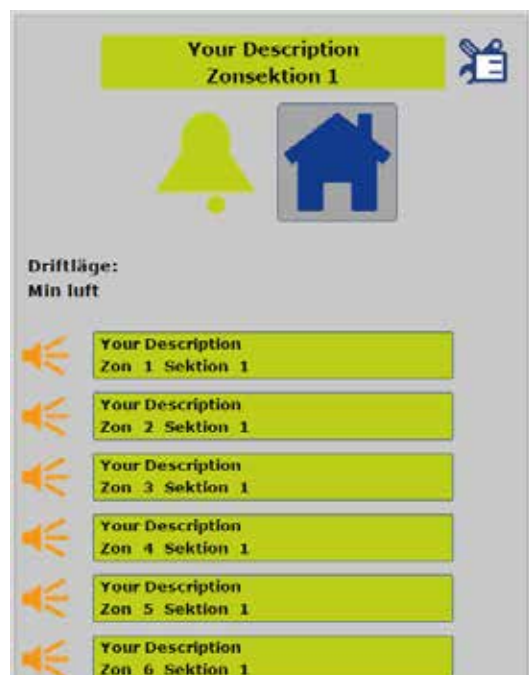 Your Description
Zonsektion 1
Driftläge:
Min luft
Your Description
Zon 1 Sektion 1
Your Description
Zon 2 Sektion 1
Your Description
Zon 3 Sektion 1
Your Description
Zon 4 Sektion 1
Your Description
Zon 5 Sektion 1
Your Description
Zon 6 Sektion 1